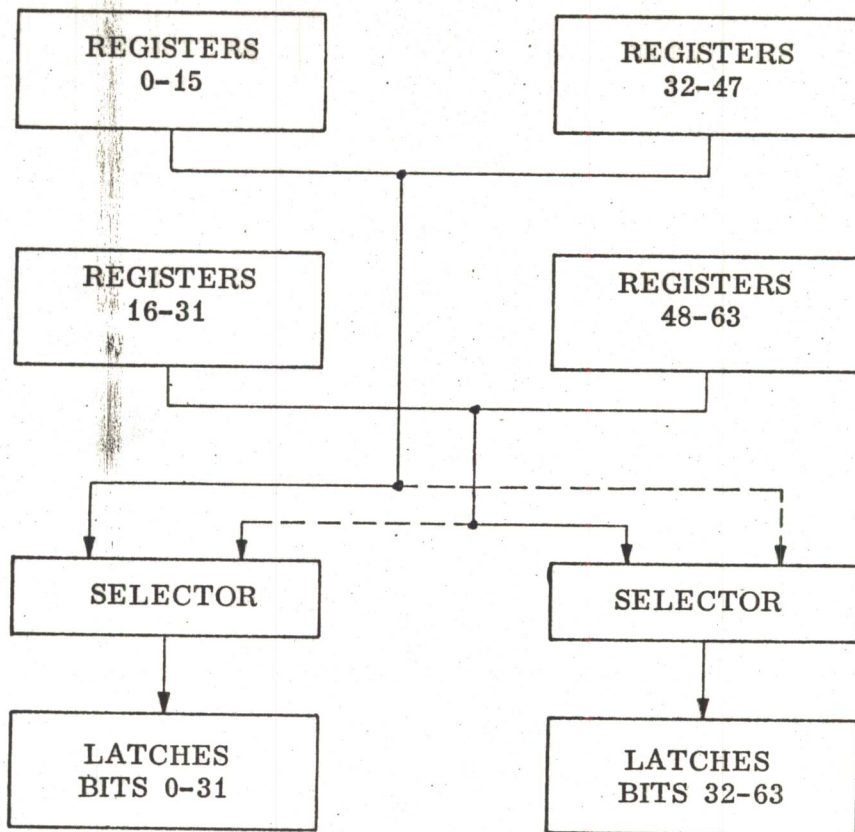 REGISTERS
0-15
REGISTERS
32-47
REGISTERS
16-31
REGISTERS
48-63
SELECTOR
SELECTOR
LATCHES
BITS 0-31
LATCHES
BITS 32-63